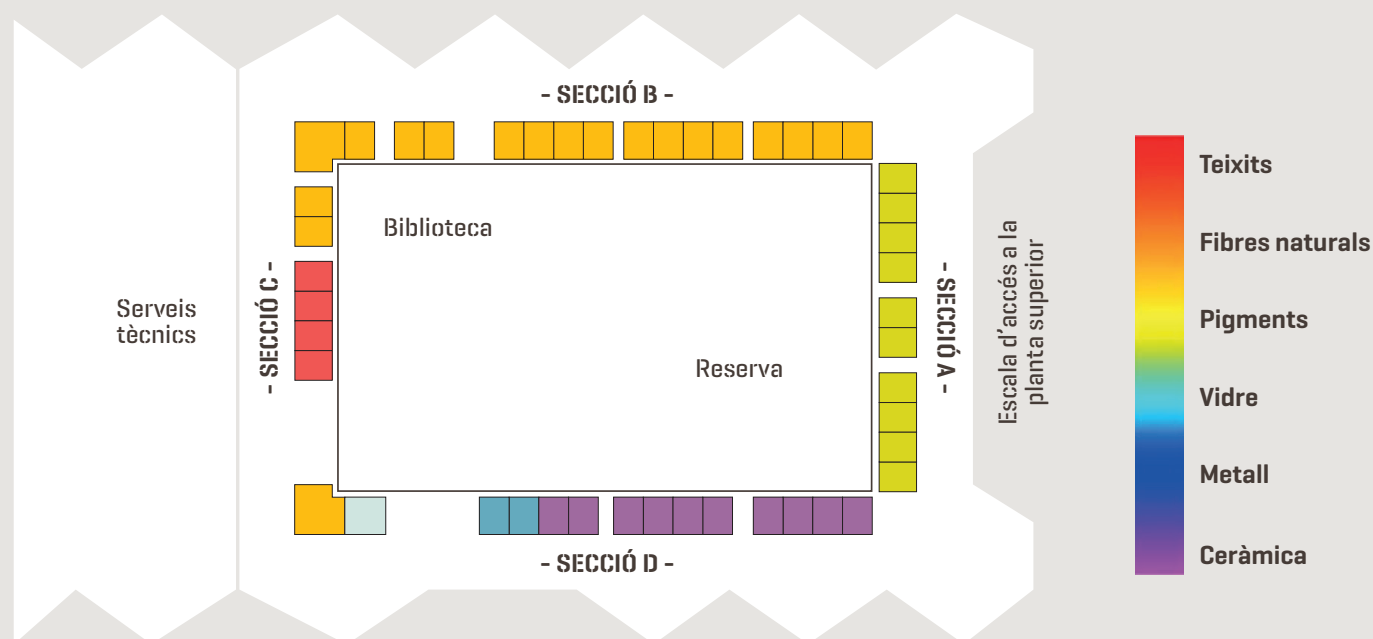 - SECCIÓ B -
Biblioteca
Serveis
tècnics
- SECCIÓ C -
Reserva
- SECCIÓ A -
Escala d'accés a la
planta superior
- SECCIÓ D -
Teixits
Fibres naturals
Pigments
Vidre
Metall
Ceràmica